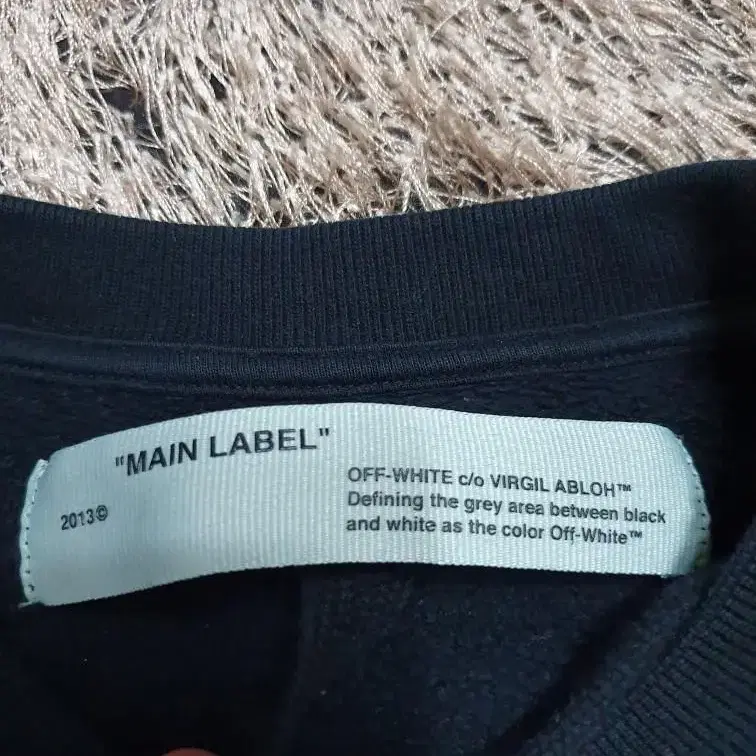 "MAIN LABEL"
2013©
OFF-WHITE c/o VIRGIL ABLOH™
Defining the grey area between black
and white as the color Off-White™